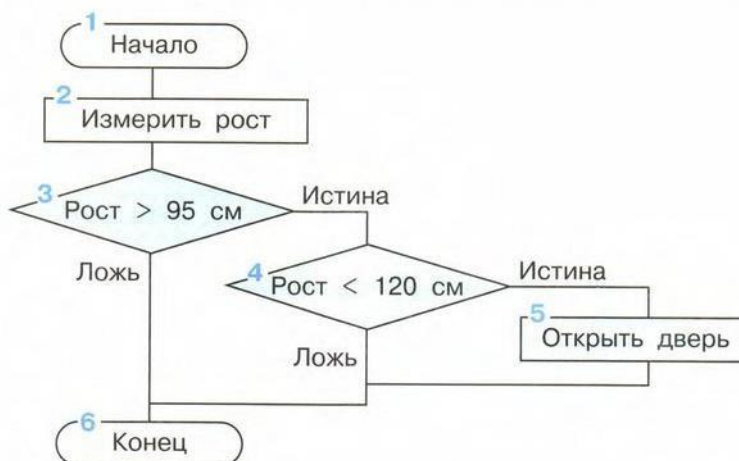 1
Начало
2
Измерить рост
3
Рост > 95 см
Истина
Ложь
4
Рост < 120 см
Истина
Ложь
5
Открыть дверь
6
Конец